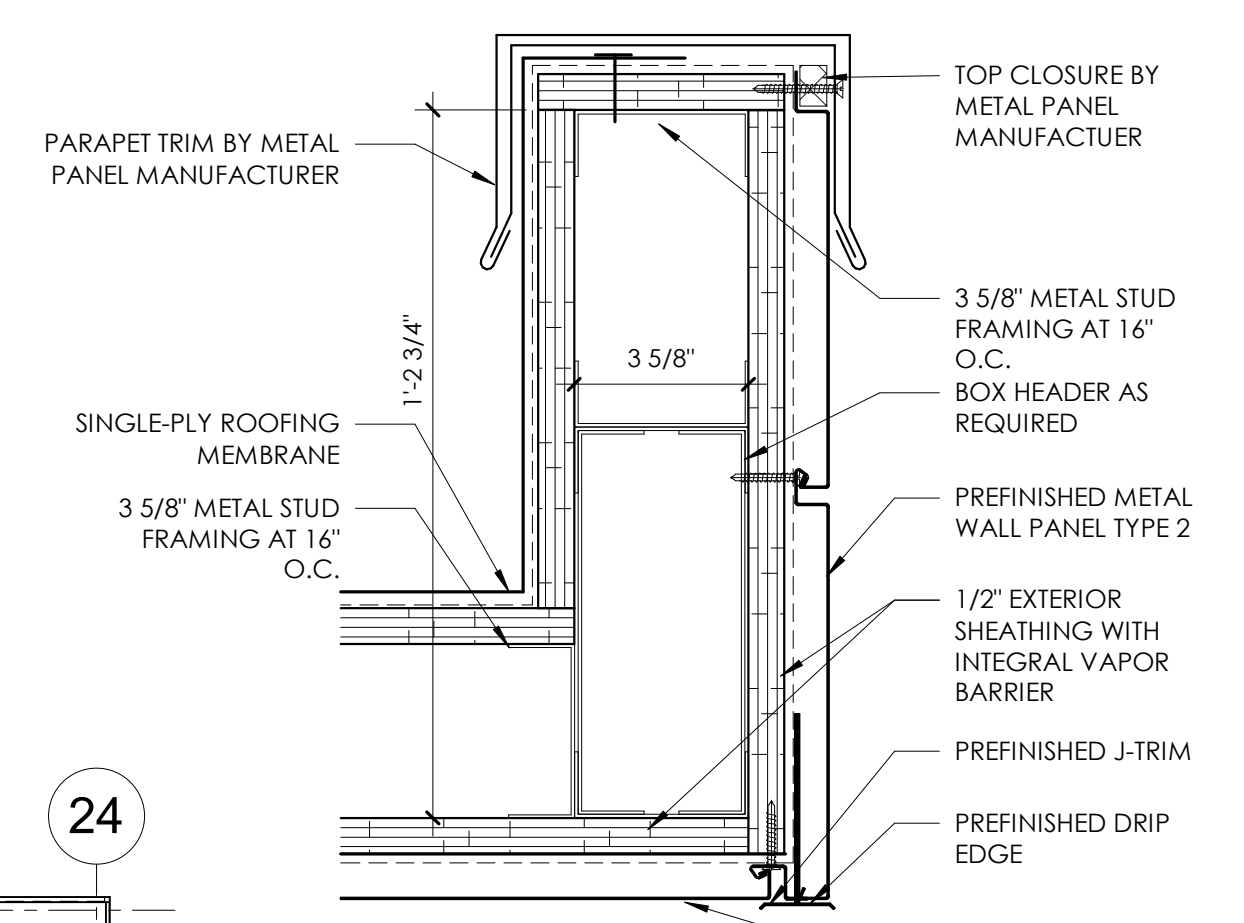 PARAPET TRIM BY METAL
PANEL MANUFACTURER
1'-2 3/4"
SINGLE-PLY ROOFING
MEMBRANE
3 5/8" METAL STUD
FRAMING AT 16"
O.C.
24
3 5/8"
TOP CLOSURE BY
METAL PANEL
MANUFACTUER
3 5/8" METAL STUD
FRAMING AT 16"
O.C.
BOX HEADER AS
REQUIRED
PREFINISHED METAL
WALL PANEL TYPE 2
1/2" EXTERIOR
SHEATHING WITH
INTEGRAL VAPOR
BARRIER
PREFINISHED J-TRIM
PREFINISHED DRIP
EDGE